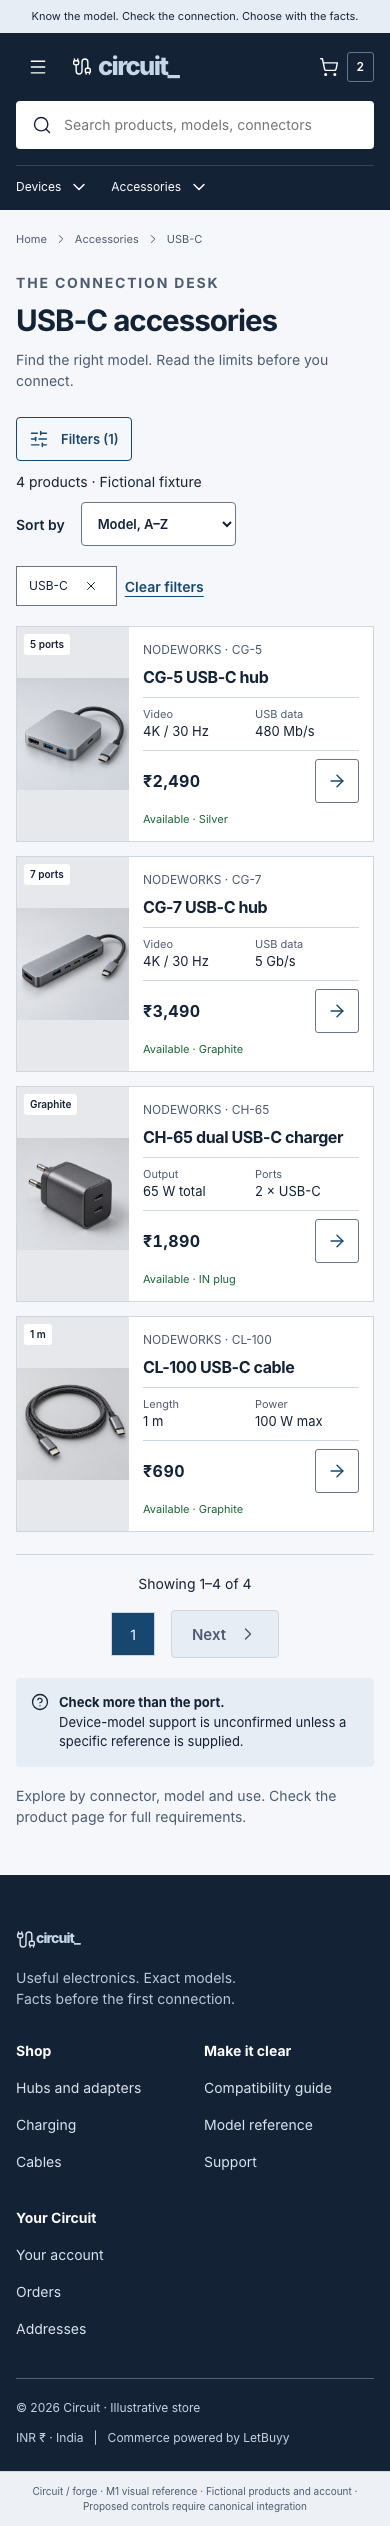 Know the model. Check the connection. Choose with the facts.
circuit_
2
Search products, models, connectors
Devices
Accessories
Home
Accessories
USB-C
THE CONNECTION DESK
USB-C accessories
Find the right model. Read the limits before you
connect.
Filters (1)
4 products · Fictional fixture
Sort by
Model, A–Z
USB-C
Clear filters
5 ports
NODEWORKS · CG-5
CG-5 USB-C hub
Video
USB data
4K / 30 Hz
480 Mb/s
₹2,490
Available · Silver
7 ports
NODEWORKS · CG-7
CG-7 USB-C hub
Video
USB data
4K / 30 Hz
5 Gb/s
₹3,490
Available · Graphite
Graphite
NODEWORKS · CH-65
CH-65 dual USB-C charger
Output
Ports
65 W total
2 × USB-C
₹1,890
Available · IN plug
1 m
NODEWORKS · CL-100
CL-100 USB-C cable
Length
Power
1 m
100 W max
₹690
Available · Graphite
Showing 1–4 of 4
1
Next
Check more than the port.
Device-model support is unconfirmed unless a
specific reference is supplied.
Explore by connector, model and use. Check the
product page for full requirements.
circuit_
Useful electronics. Exact models.
Facts before the first connection.
Shop
Make it clear
Hubs and adapters
Compatibility guide
Charging
Model reference
Cables
Support
Your Circuit
Your account
Orders
Addresses
© 2026 Circuit · Illustrative store
INR ₹ · India | Commerce powered by LetBuyy
Circuit / forge · M1 visual reference · Fictional products and account ·
Proposed controls require canonical integration